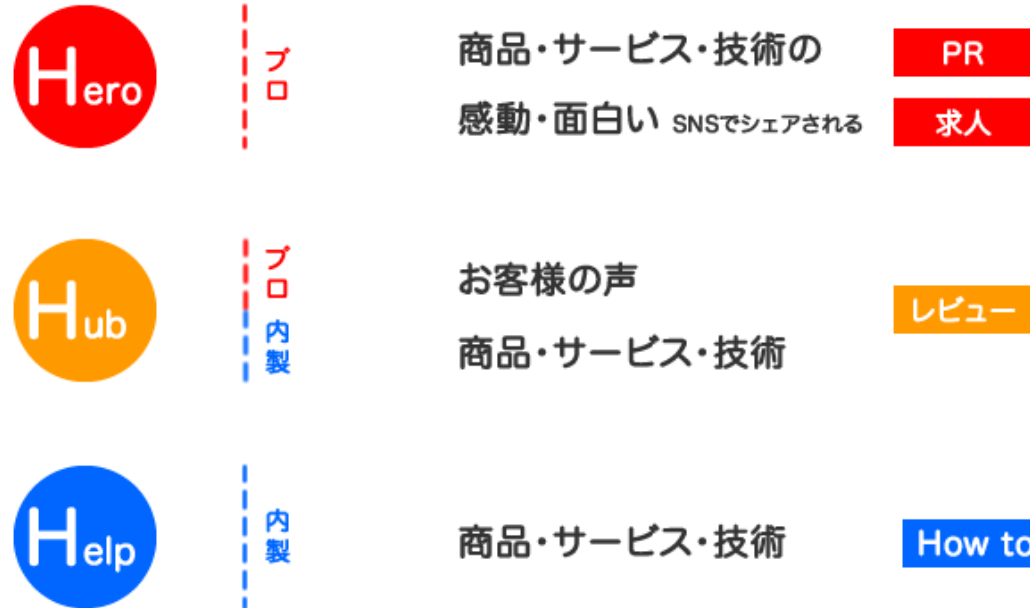 Hero
プロ
商品・サービス・技術の
PR
感動・面白い SNSでシェアされる
求人
Hub
プロ
内製
お客様の声
商品・サービス・技術
レビュー
Help
内製
商品・サービス・技術
How to